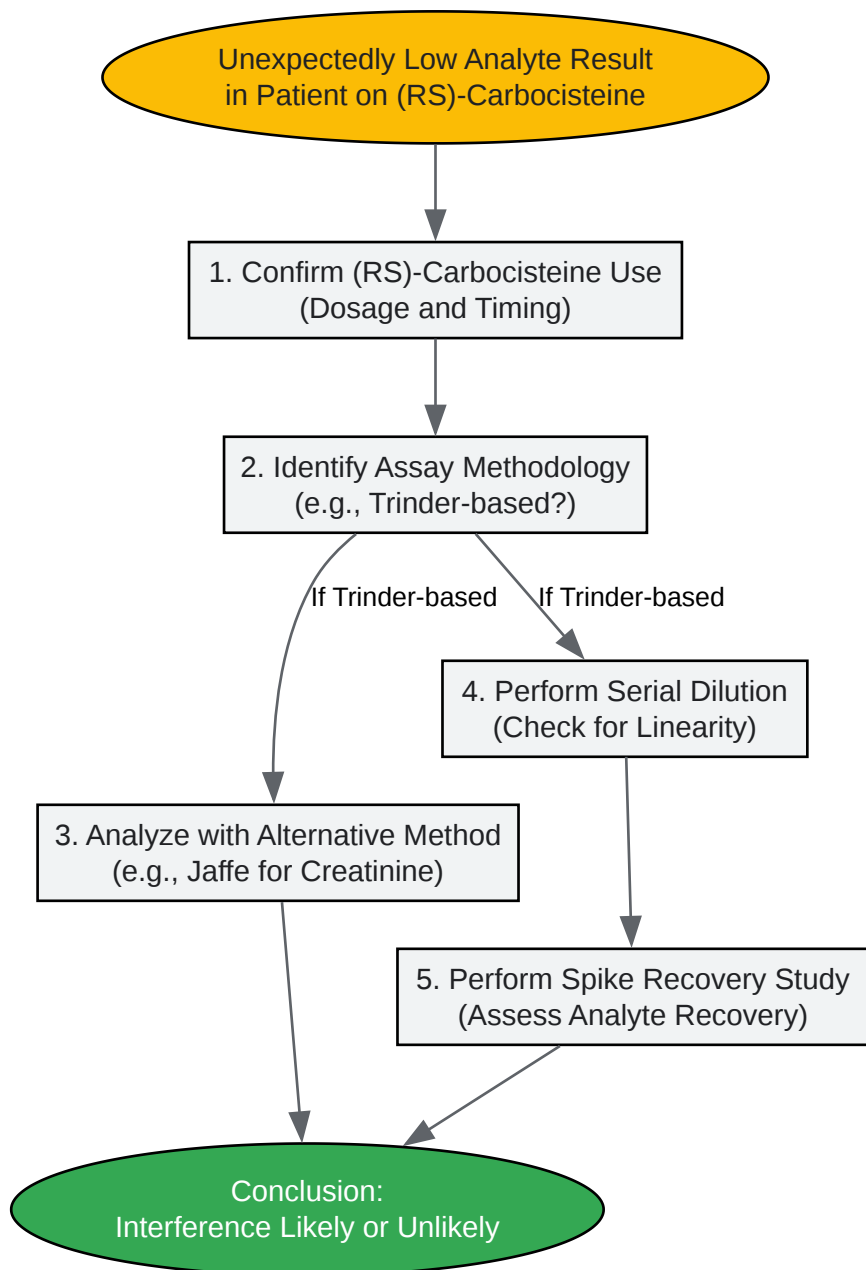 Unexpectedly Low Analyte Result
in Patient on (RS)-Carbocisteine
1. Confirm (RS)-Carbocisteine Use
(Dosage and Timing)
2. Identify Assay Methodology
(e.g., Trinder-based?)
If Trinder-based
If Trinder-based
4. Perform Serial Dilution
(Check for Linearity)
3. Analyze with Alternative Method
(e.g., Jaffe for Creatinine)
5. Perform Spike Recovery Study
(Assess Analyte Recovery)
Conclusion:
Interference Likely or Unlikely